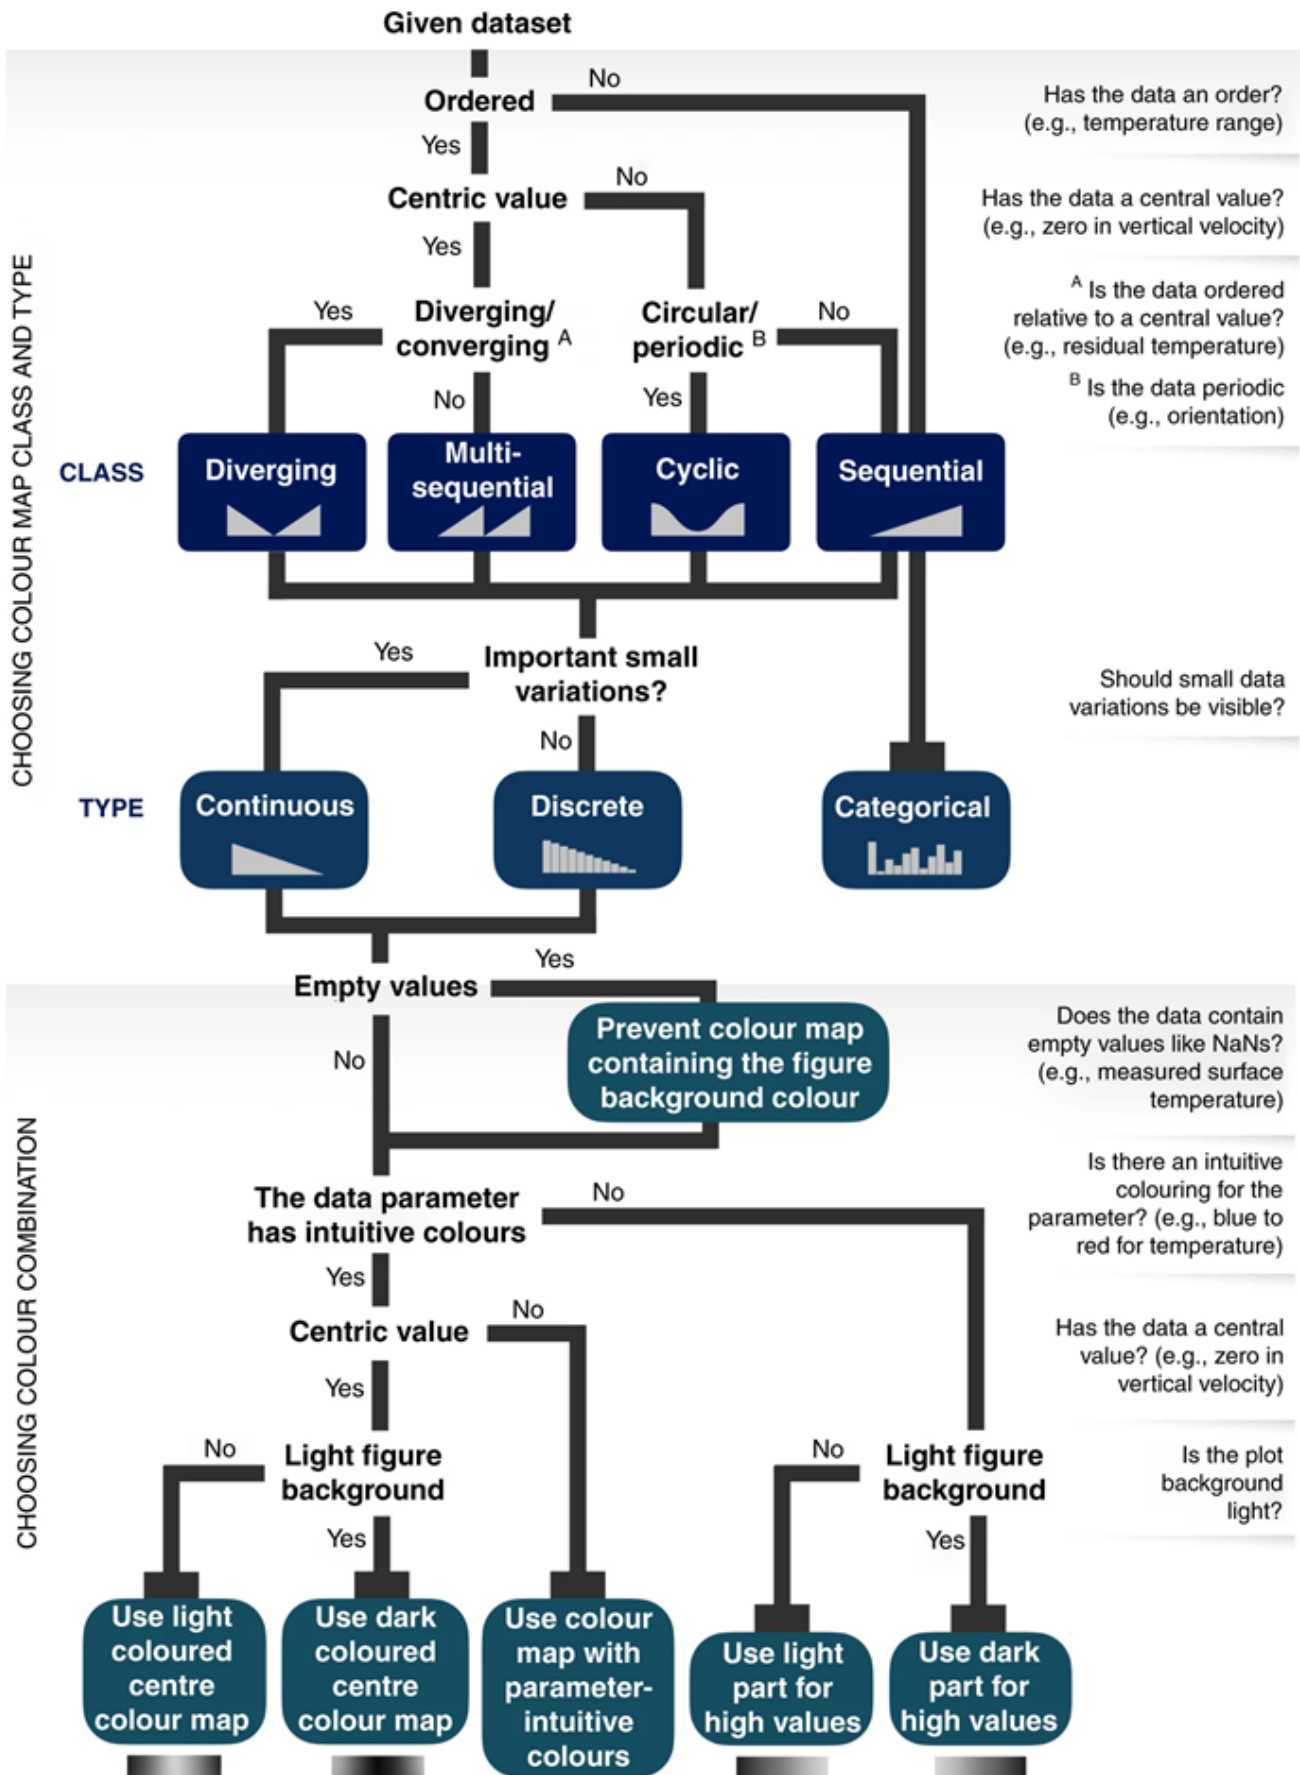 Given dataset
No
Ordered
Has the data an order?
(e.g., temperature range)
Yes
No
Centric value
Has the data a central value?
(e.g., zero in vertical velocity)
Yes
Yes
Diverging/
converging A
Circular/
periodic B
No
A Is the data ordered
relative to a central value?
(e.g., residual temperature)
B Is the data periodic
(e.g., orientation)
No
Yes
CHOOSING COLOUR MAP CLASS AND TYPE
CLASS
Diverging
Multi-
sequential
Cyclic
Sequential
Yes
Important small
variations?
Should small data
variations be visible?
No
TYPE
Continuous
Discrete
Categorical
Yes
Empty values
Prevent colour map
containing the figure
background colour
Does the data contain
empty values like NaNs?
(e.g., measured surface
temperature)
No
CHOOSING COLOUR COMBINATION
The data parameter
has intuitive colours
No
Is there an intuitive
colouring for the
parameter? (e.g., blue to
red for temperature)
Yes
No
Centric value
Has the data a central
value? (e.g., zero in
vertical velocity)
Yes
No
Light figure
background
No
Light figure
background
Is the plot
background
light?
Yes
Yes
Use light
coloured
centre
colour map
Use dark
coloured
centre
colour map
Use colour
map with
parameter-
intuitive
colours
Use light
part for
high values
Use dark
part for
high values